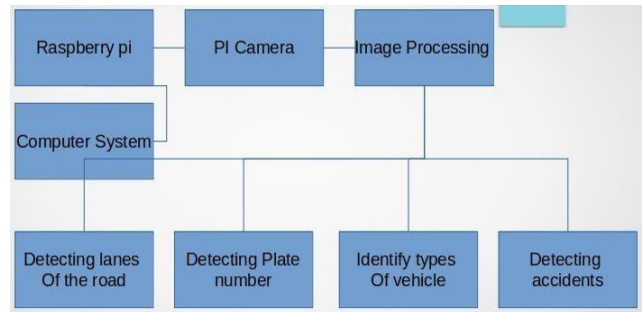 Raspberry pi
PI Camera
Image Processing
Computer System
Detecting lanes
Of the road
Detecting Plate
number
Identify types
Of vehicle
Detecting
accidents